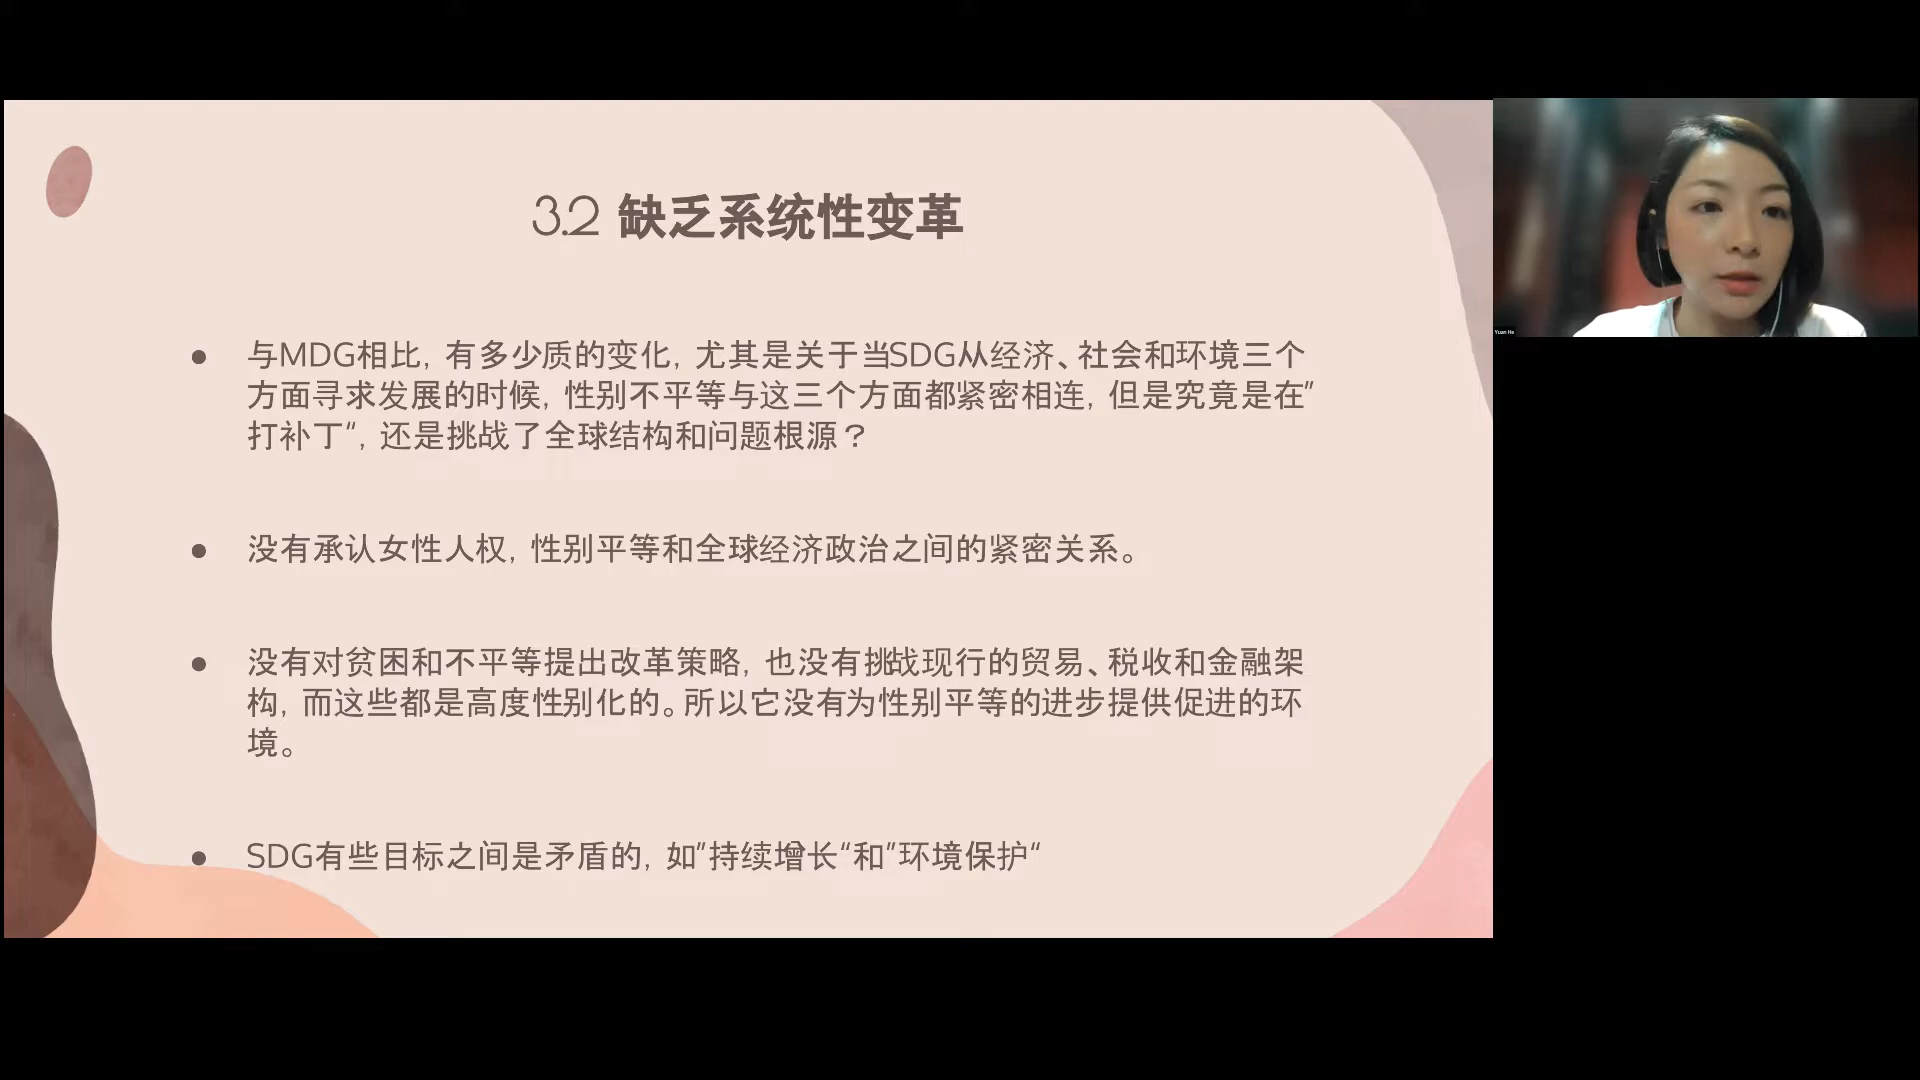 3.2 缺乏系统性变革
与MDG相比, 有多少质的变化, 尤其是关于当SDG从经济、社会和环境三个
方面寻求发展的时候, 性别不平等与这三个方面都紧密相连, 但是究竟是在”
打补丁“, 还是挑战了全球结构和问题根源？
没有承认女性人权, 性别平等和全球经济政治之间的紧密关系。
没有对贫困和不平等提出改革策略, 也没有挑战现行的贸易、税收和金融架
构, 而这些都是高度性别化的。所以它没有为性别平等的进步提供促进的环
境。
SDG有些目标之间是矛盾的, 如”持续增长“和”环境保护“
Yuan He